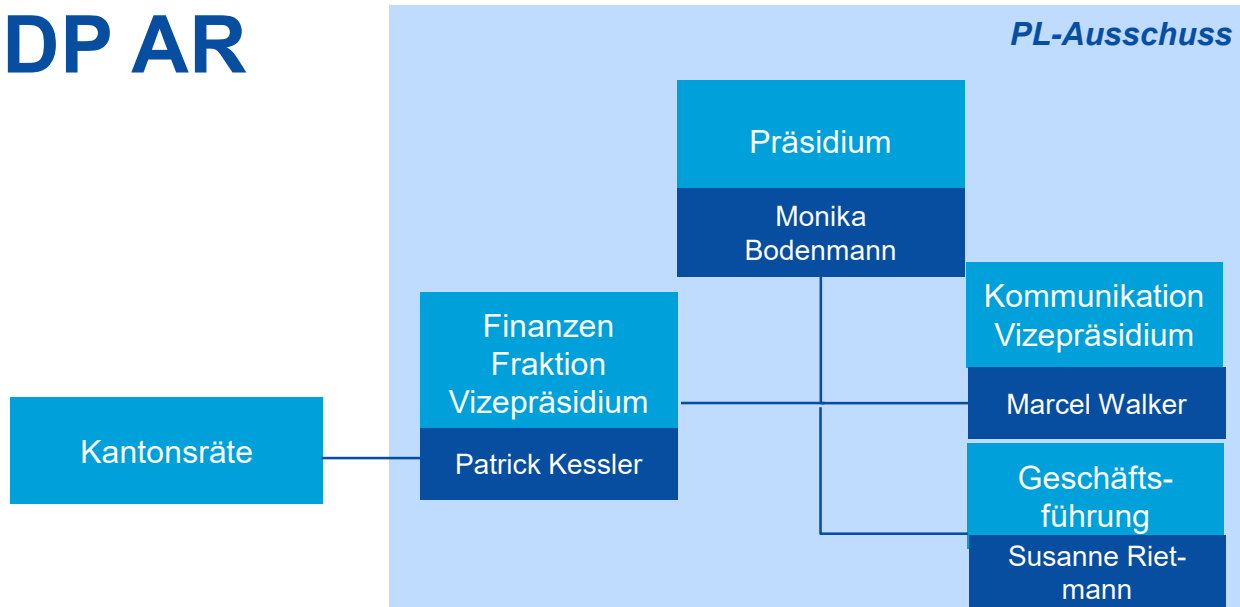 DP AR
PL-Ausschuss
Präsidium
Monika
Bodenmann
Kommunikation
Vizepräsidium
Marcel Walker
Finanzen
Fraktion
Vizepräsidium
Patrick Kessler
Kantonsräte
Geschäfts-
führung
Susanne Riet-
mann